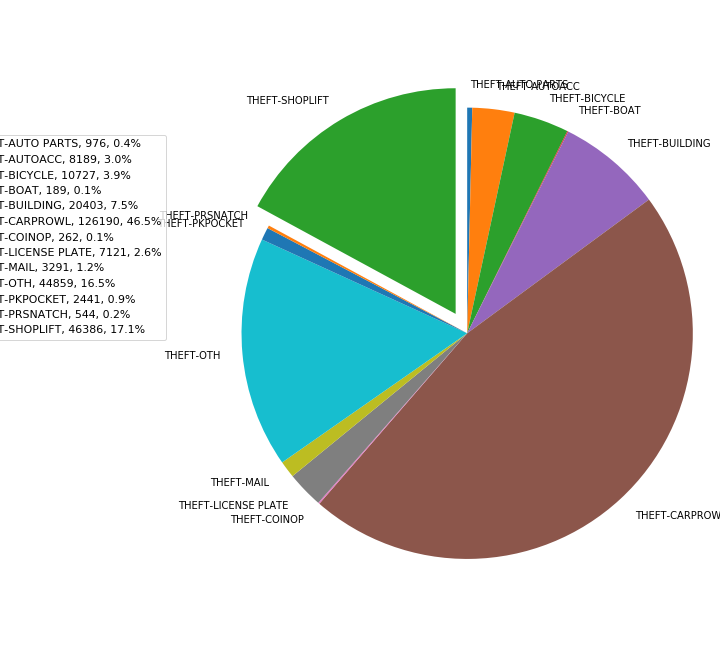 THEFT-AUTO PARTS
THEFT-AUTOACC
THEFT-BICYCLE
THEFT-BOAT
THEFT-BUILDING
THEFT-SHOPLIFT
T-AUTO PARTS, 976, 0.4%
T-AUTOACC, 8189, 3.0%
T-BICYCLE, 10727, 3.9%
T-BOAT, 189, 0.1%
T-BUILDING, 20403, 7.5%
T-CARPROWL, 126190, 46.5%
T-COINOP, 262, 0.1%
T-LICENSE PLATE, 7121, 2.6%
T-MAIL, 3291, 1.2%
T-OTH, 44859, 16.5%
T-PKPOCKET, 2441, 0.9%
T-PRSNATCH, 544, 0.2%
T-SHOPLIFT, 46386, 17.1%
THEFT-PRSNATCH
THEFT-PKPOCKET
THEFT-OTH
THEFT-MAIL
THEFT-LICENSE PLATE
THEFT-COINOP
THEFT-CARPROW